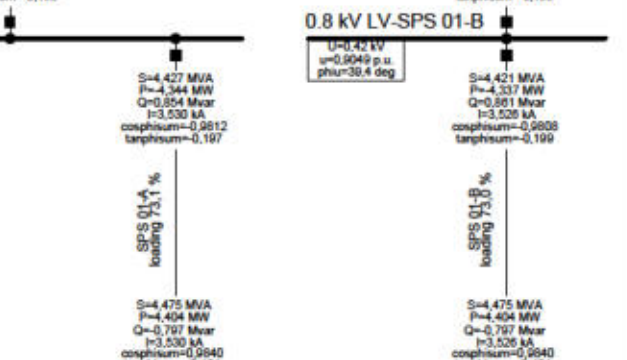 0.8 kV LV-SPS 01-B
U=0,42 kV
u=0,9049 p.u.
phiu=39,4 deg
S=4,427 MVA
P=-4,344 MW
Q=0,854 Mvar
I=3,530 kA
cosphisum=-0,9812
tanphisum=-0,197
S=4,421 MVA
P=-4,337 MW
Q=0,861 Mvar
I=3,526 kA
cosphisum=-0,9808
tanphisum=-0,199
SPS 01-A
loading 73,1 %
SPS 01-B
loading 73,0 %
S=4,475 MVA
P=4,404 MW
Q=-0,797 Mvar
I=3,530 kA
cosphisum=0,9840
S=4,475 MVA
P=4,404 MW
Q=-0,797 Mvar
I=3,526 kA
cosphisum=0,9840